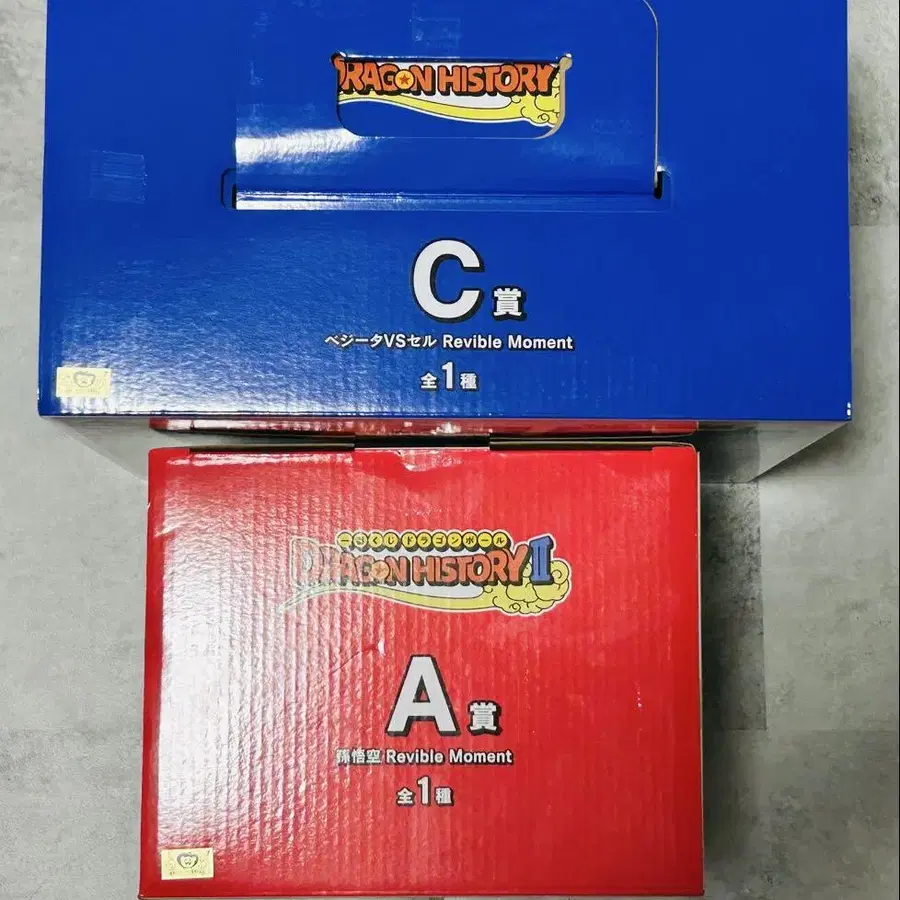 DRAGON HISTORY
C賞
ベジータVSセル Revible Moment
全1種
一番くじ ドラゴンボール
DRAGON HISTORY II
A賞
孫悟空 Revible Moment
全1種